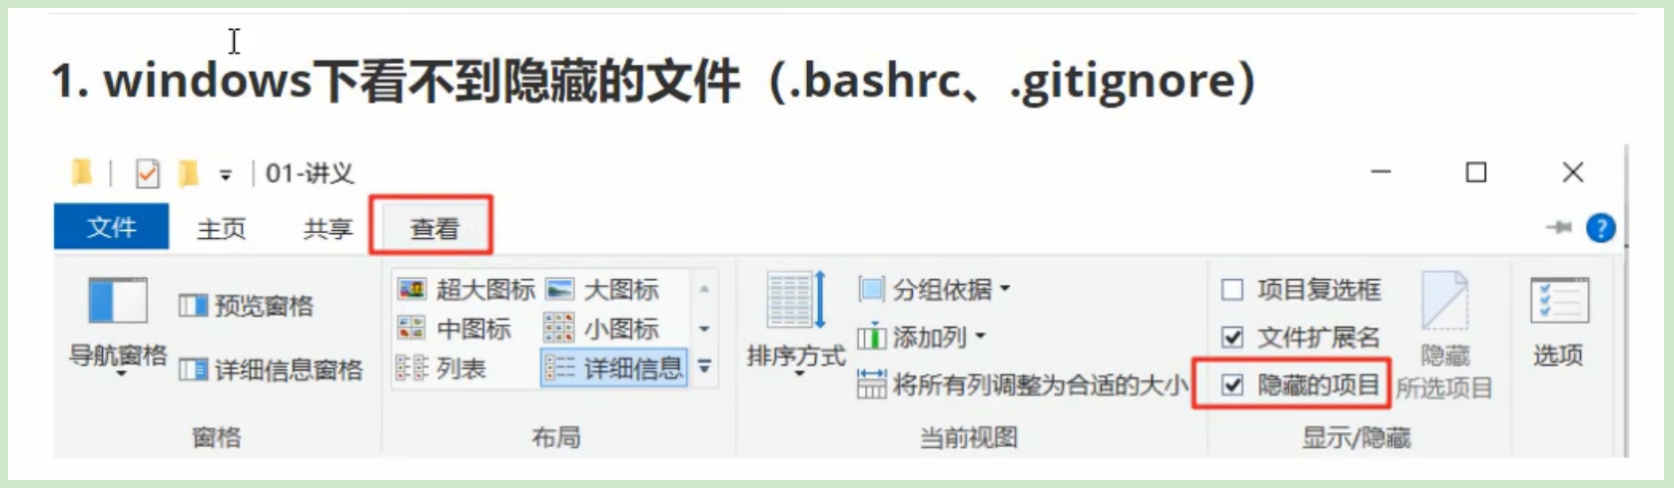 1. windows下看不到隐藏的文件（.bashrc、.gitignore）
01-讲义
文件 主页 共享 查看
导航窗格
预览窗格
详细信息窗格
窗格
超大图标 大图标
中图标 小图标
列表 详细信息
布局
排序方式
分组依据
添加列
将所有列调整为合适的大小
当前视图
项目复选框
文件扩展名
隐藏的项目
隐藏
所选项目
显示/隐藏
选项